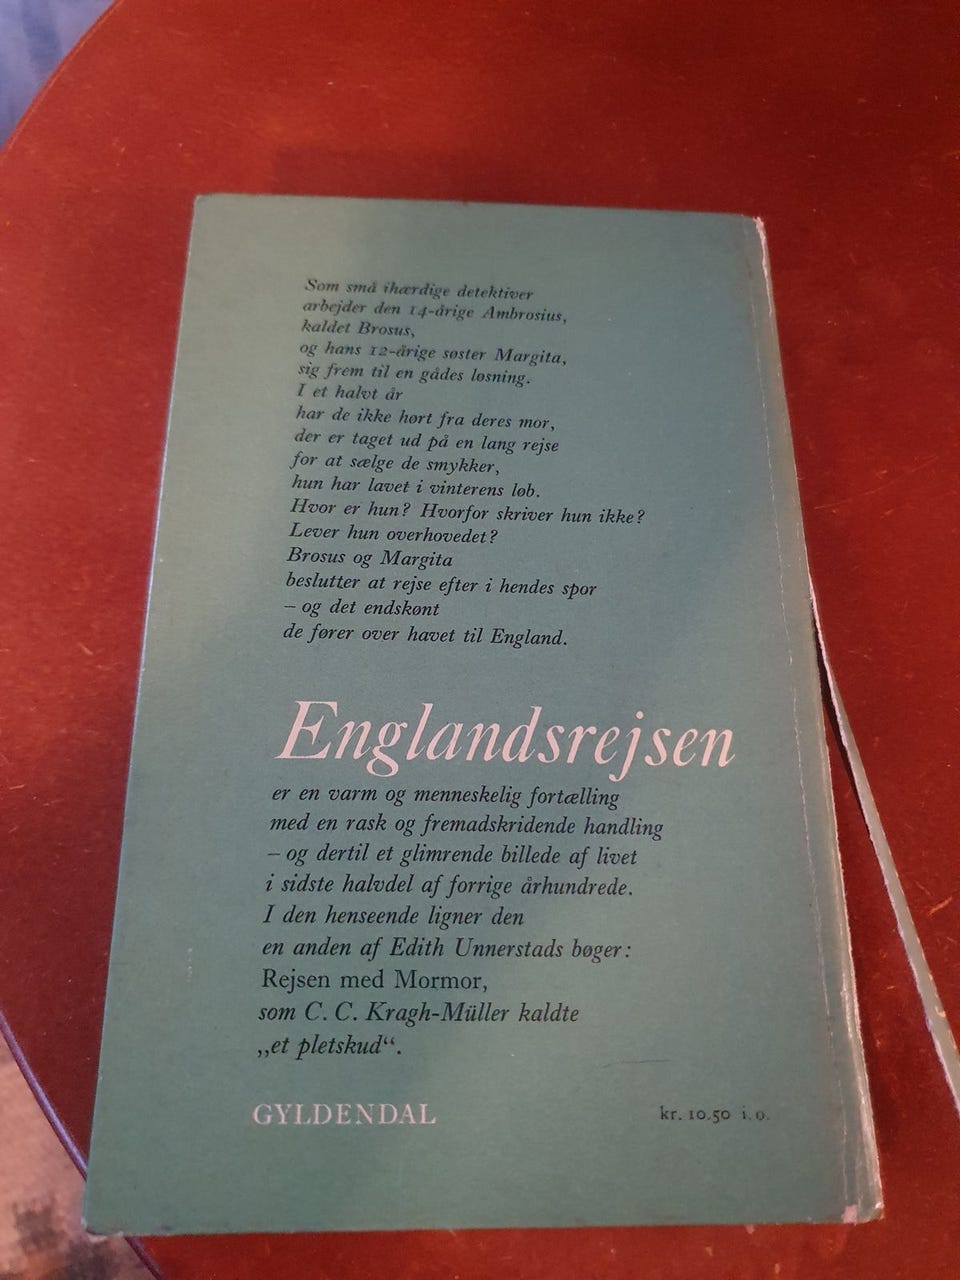 Som små ihærdige detektiver
arbejder den 14-årige Ambrosius,
kaldet Brosus,
og hans 12-årige søster Margita,
sig frem til en gådes løsning.
I et halvt år
har de ikke hørt fra deres mor,
der er taget ud på en lang rejse
for at sælge de smykker,
hun har lavet i vinterens løb.
Hvor er hun? Hvorfor skriver hun ikke?
Lever hun overhovedet?
Brosus og Margita
beslutter at rejse efter i hendes spor
– og det endskønt
de fører over havet til England.
Englandsrejsen
er en varm og menneskelig fortælling
med en rask og fremadskridende handling
– og dertil et glimrende billede af livet
i sidste halvdel af forrige århundrede.
I den henseende ligner den
en anden af Edith Unnerstads bøger:
Rejsen med Mormor,
som C. C. Kragh-Müller kaldte
„et pletskud“.
GYLDENDAL
kr. 10.50 i. o.